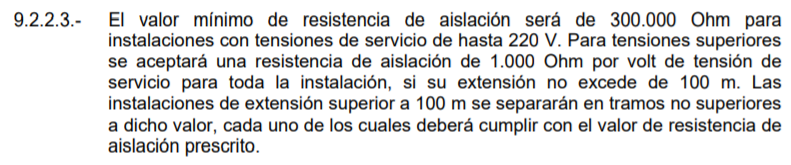 9.2.2.3.- El valor mínimo de resistencia de aislación será de 300.000 Ohm para
instalaciones con tensiones de servicio de hasta 220 V. Para tensiones superiores
se aceptará una resistencia de aislación de 1.000 Ohm por volt de tensión de
servicio para toda la instalación, si su extensión no excede de 100 m. Las
instalaciones de extensión superior a 100 m se separarán en tramos no superiores
a dicho valor, cada uno de los cuales deberá cumplir con el valor de resistencia de
aislación prescrito.